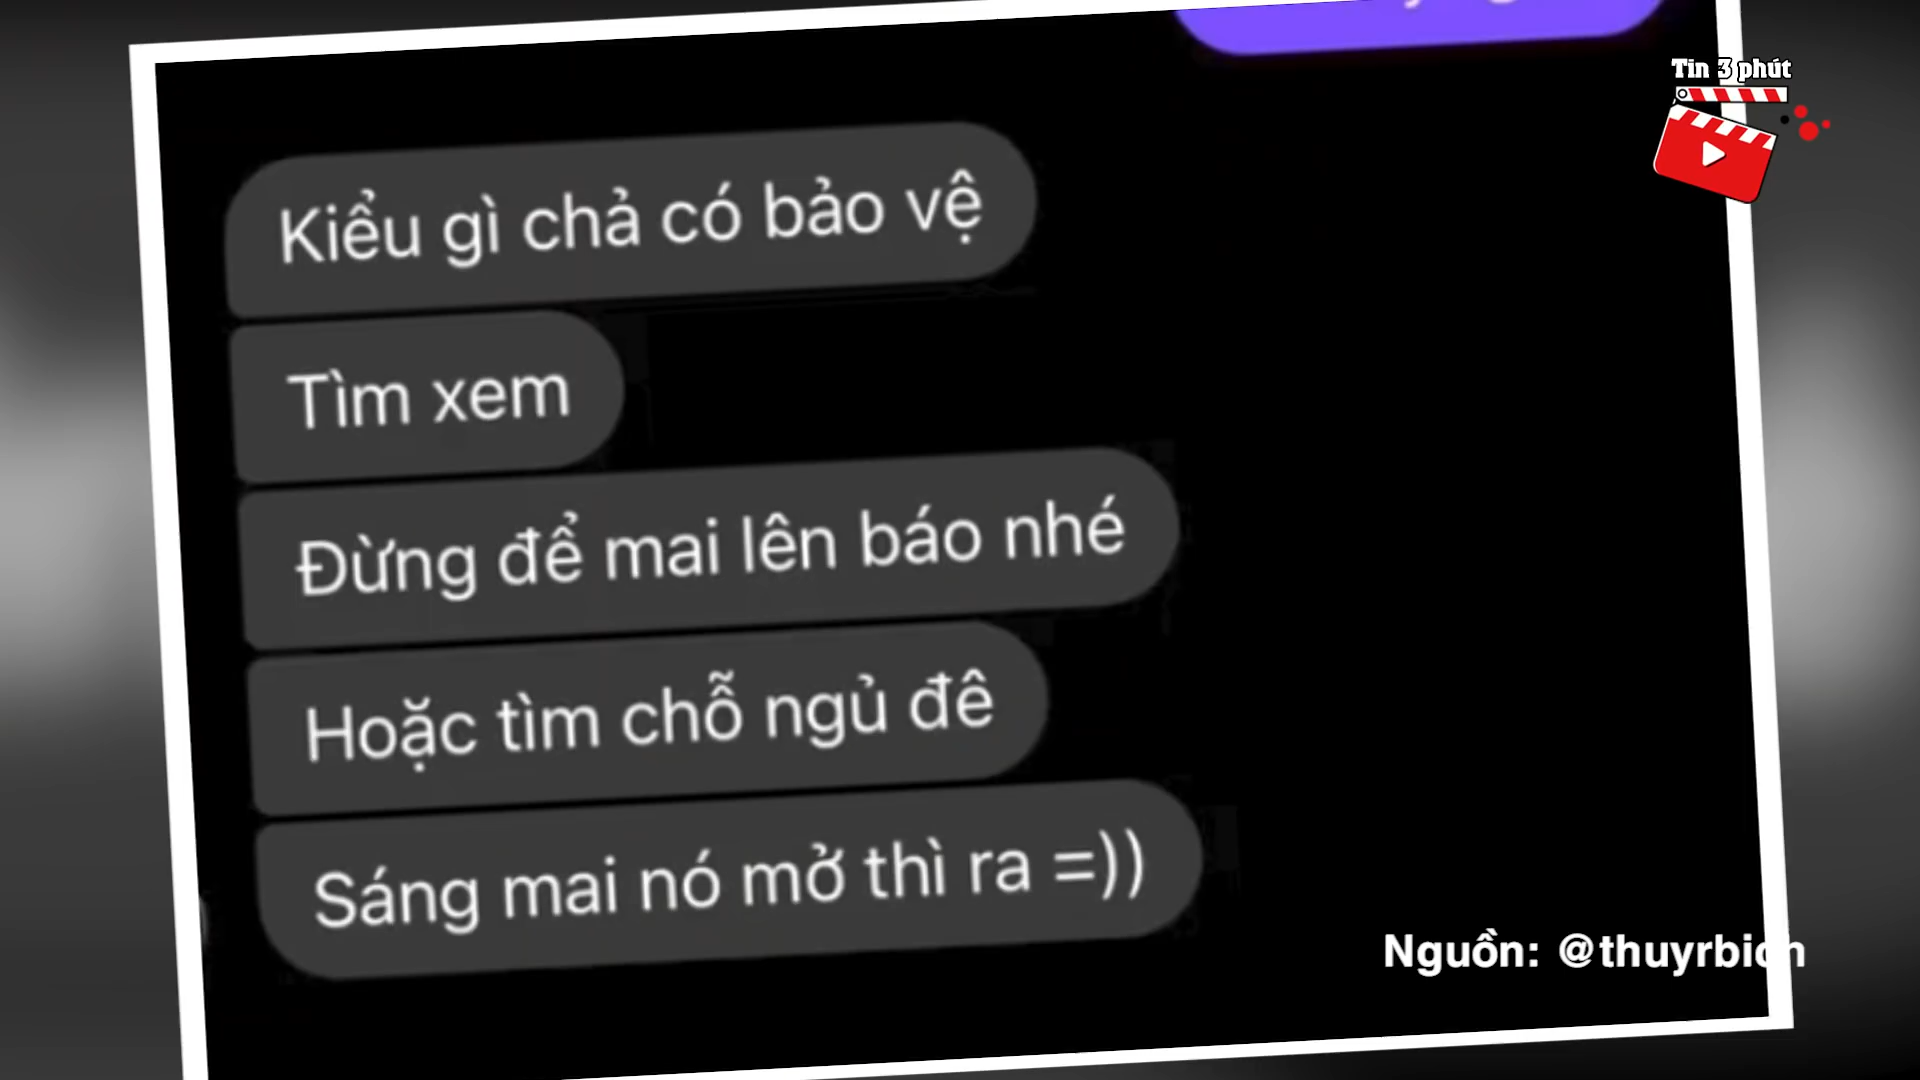 Tin 3 phút
Kiểu gì chả có bảo vệ
Tìm xem
Đừng để mai lên báo nhé
Hoặc tìm chỗ ngủ đê
Sáng mai nó mở thì ra =))
Nguồn: @thuyrbich